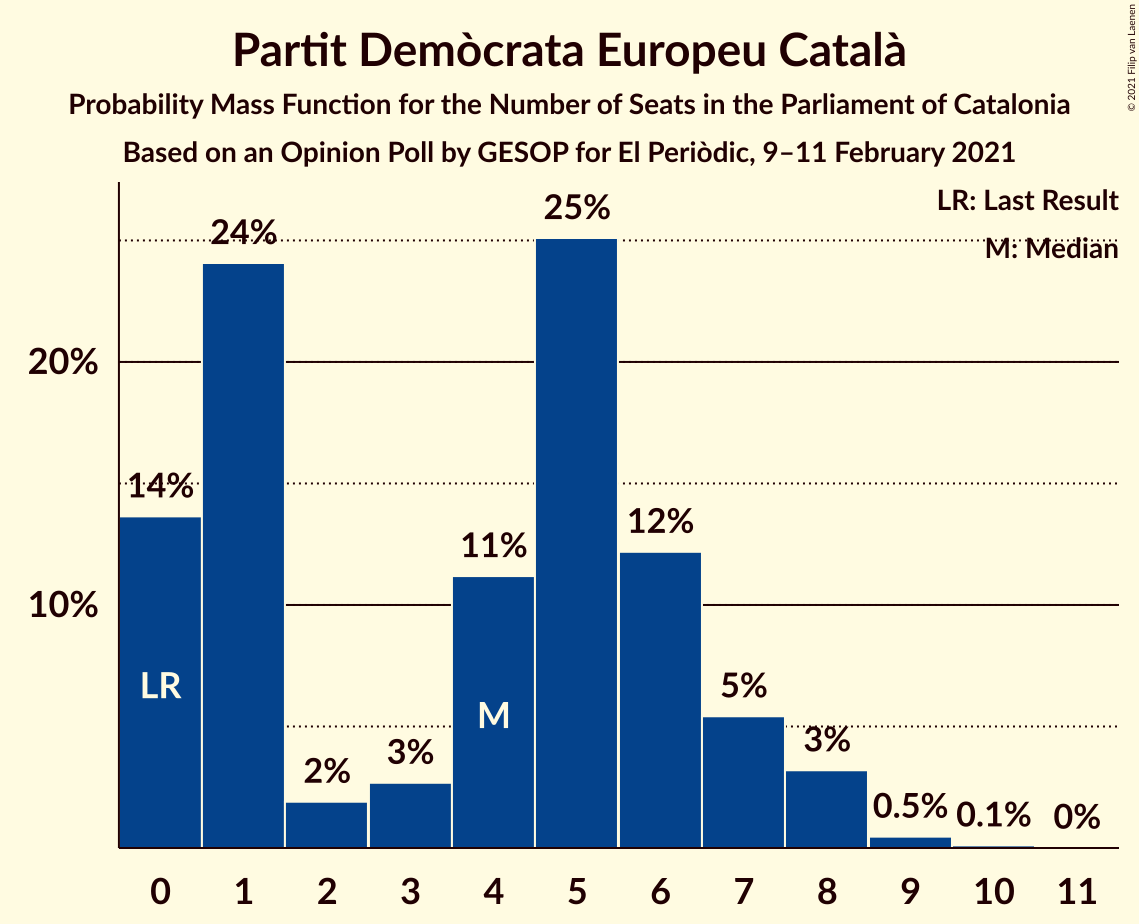 Partit Demòcrata Europeu Català
Probability Mass Function for the Number of Seats in the Parliament of Catalonia
Based on an Opinion Poll by GESOP for El Periòdic, 9–11 February 2021
© 2021 Filip van Laenen
LR: Last Result
M: Median
20%
10%
14%
24%
2%
3%
11%
25%
12%
5%
3%
0.5%
0.1%
0%
LR
M
0 1 2 3 4 5 6 7 8 9 10 11